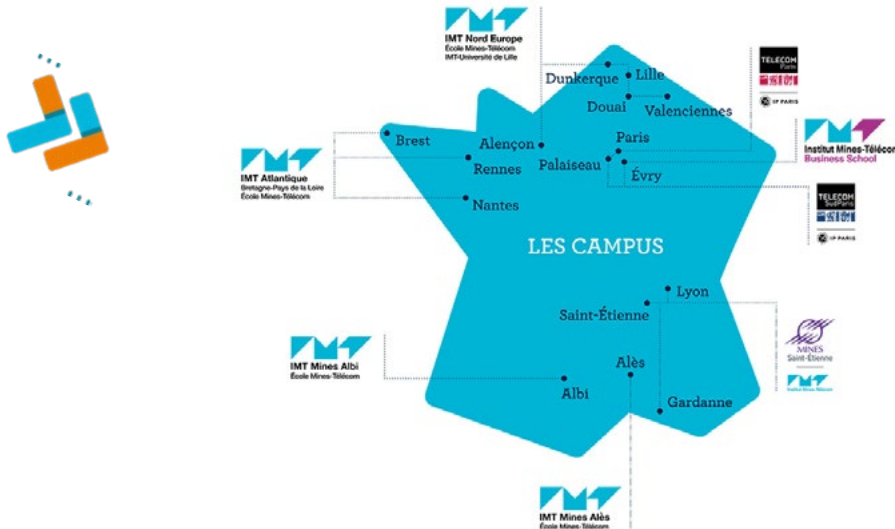 IMT Nord Europe
École Mines-Télécom
IMT-Université de Lille
TELECOM
Paris
IP PARIS
Dunkerque
Lille
Douai
Valenciennes
Brest
Alençon
Paris
Institut Mines-Télécom
Business School
Rennes
Palaiseau
Évry
IMT Atlantique
Bretagne-Pays de la Loire
École Mines-Télécom
Nantes
TELECOM
SudParis
IP PARIS
LES CAMPUS
Lyon
Saint-Étienne
MINES
Saint-Étienne
Institut Mines-Télécom
IMT Mines Albi
École Mines-Télécom
Alès
Albi
Gardanne
IMT Mines Alès
École Mines-Télécom